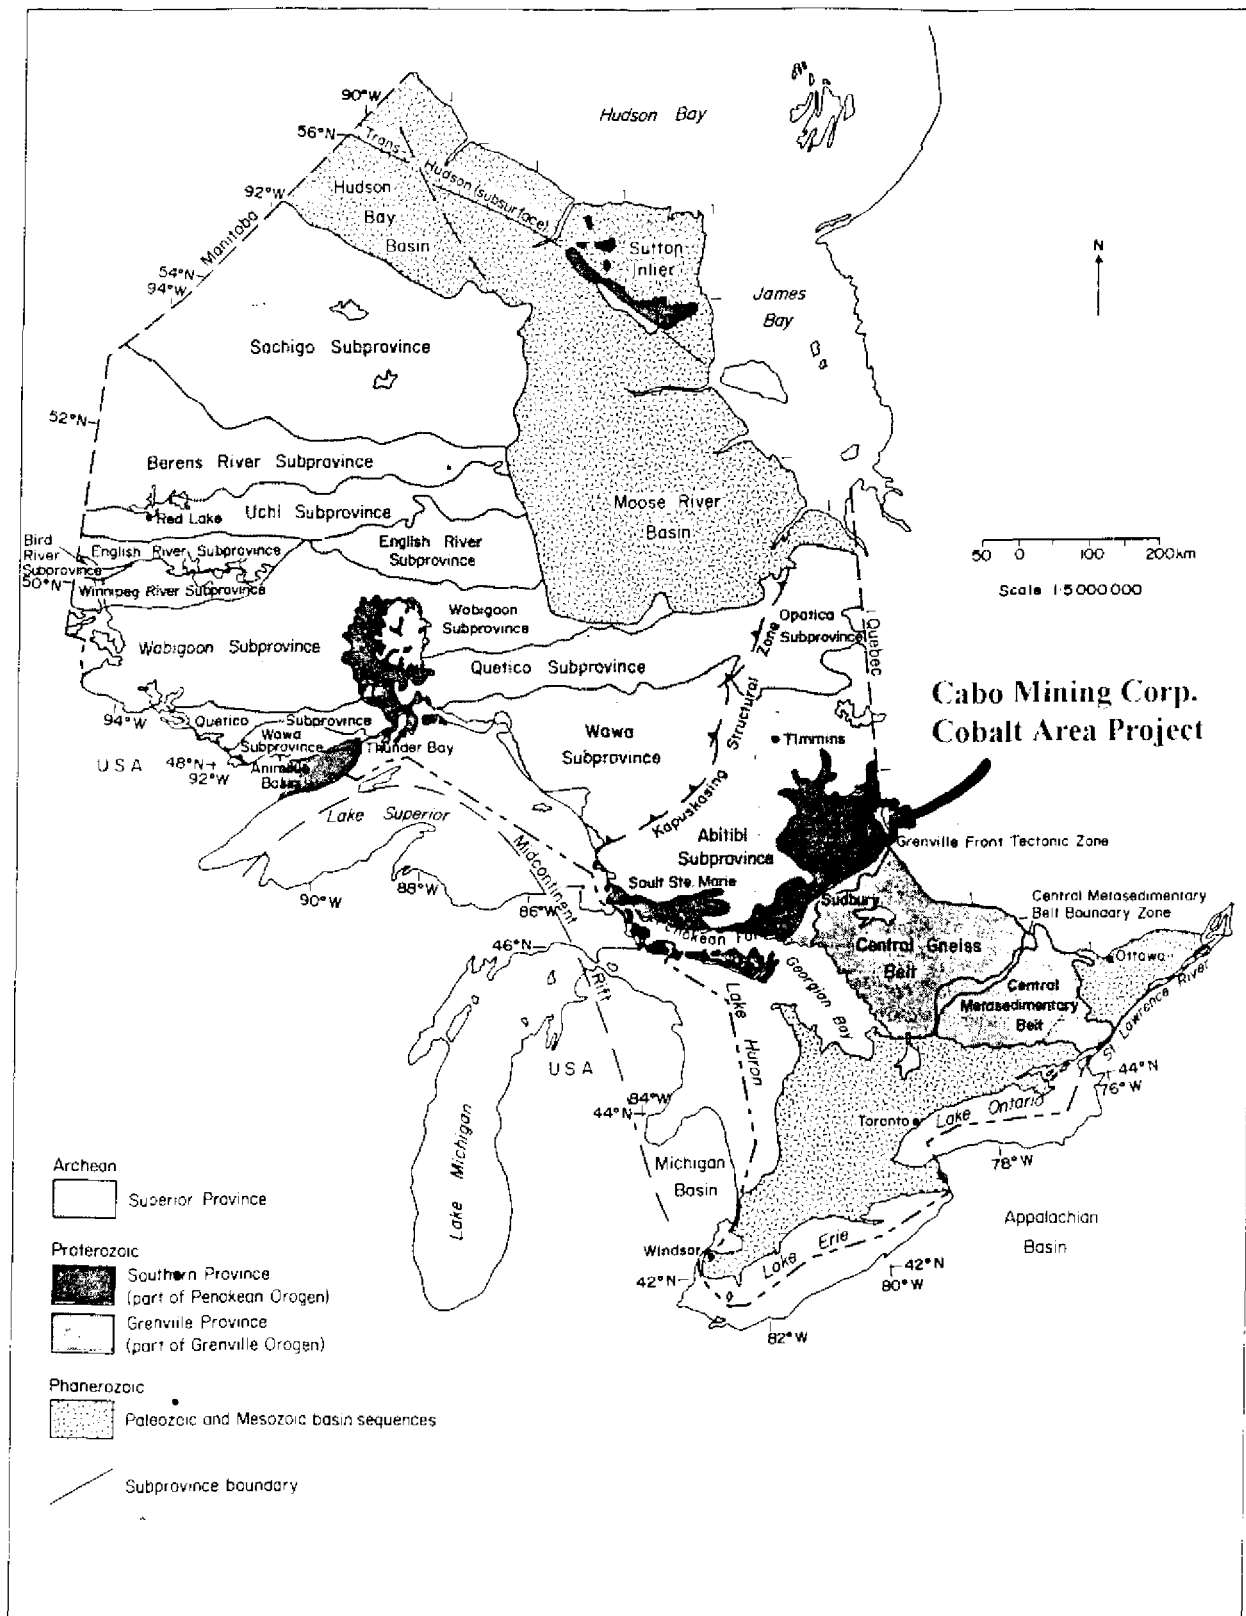 Hudson Bay
90°W
56°N
Trans-
Hudson (subsurface)
92°W
Hudson
Bay
Basin
Manitoba
Sutton
Inlier
N
54°N
94°W
James
Bay
Sachigo Subprovince
52°N
Berens River Subprovince
Moose River
Basin
Uchi Subprovince
Red Lake
Bird
River
Subprovince
English River Subprovince
English River
Subprovince
50°N
Winnipeg River Subprovince
50 0 100 200 km
Scale 1:5 000 000
Wabigoon
Subprovince
Opatica
Subprovince
Quebec
Wabigoon Subprovince
Quetico Subprovince
Kapuskasing Structural Zone
Cabo Mining Corp.
Cobalt Area Project
94°W
Quetico Subprovince
Wawa
Subprovince
Wawa
Subprovince
Timmins
Thunder Bay
USA
48°N
92°W
Lake Superior
Midcontinent
Rift
Abitibi
Subprovince
Grenville Front Tectonic Zone
Sault Ste. Marie
88°W
90°W
86°W
Sudbury
Central Metasedimentary
Belt Boundary Zone
46°N
Central Gneiss
Belt
Ottawa
Georgian Bay
Central
Metasedimentary
Belt
St Lawrence River
Lake Huron
USA
44°N
76°W
84°W
44°N
Toronto
Lake Ontario
78°W
Lake Michigan
Michigan
Basin
Appalachian
Basin
Windsor
Lake Erie
42°N
42°N
80°W
82°W
Archean
Superior Province
Proterozoic
Southern Province
(part of Penokean Orogen)
Grenville Province
(part of Grenville Orogen)
Phanerozoic
Paleozoic and Mesozoic basin sequences
Subprovince boundary